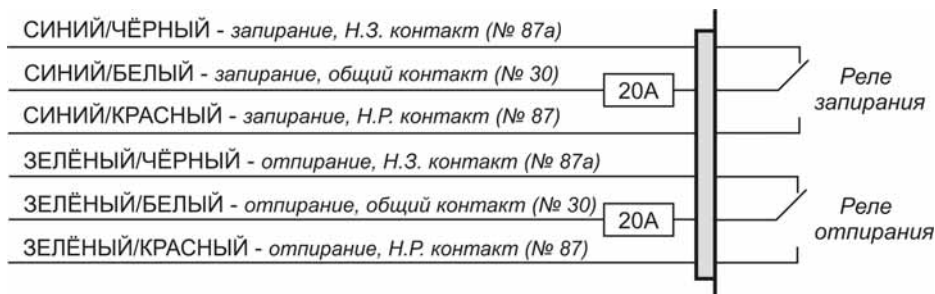 СИНИЙ/ЧЁРНЫЙ - запирание, Н.З. контакт (№ 87а)
СИНИЙ/БЕЛЫЙ - запирание, общий контакт (№ 30)
20А
СИНИЙ/КРАСНЫЙ - запирание, Н.Р. контакт (№ 87)
Реле
запирания
ЗЕЛЁНЫЙ/ЧЁРНЫЙ - отпирание, Н.З. контакт (№ 87а)
ЗЕЛЁНЫЙ/БЕЛЫЙ - отпирание, общий контакт (№ 30)
20А
ЗЕЛЁНЫЙ/КРАСНЫЙ - отпирание, Н.Р. контакт (№ 87)
Реле
отпирания